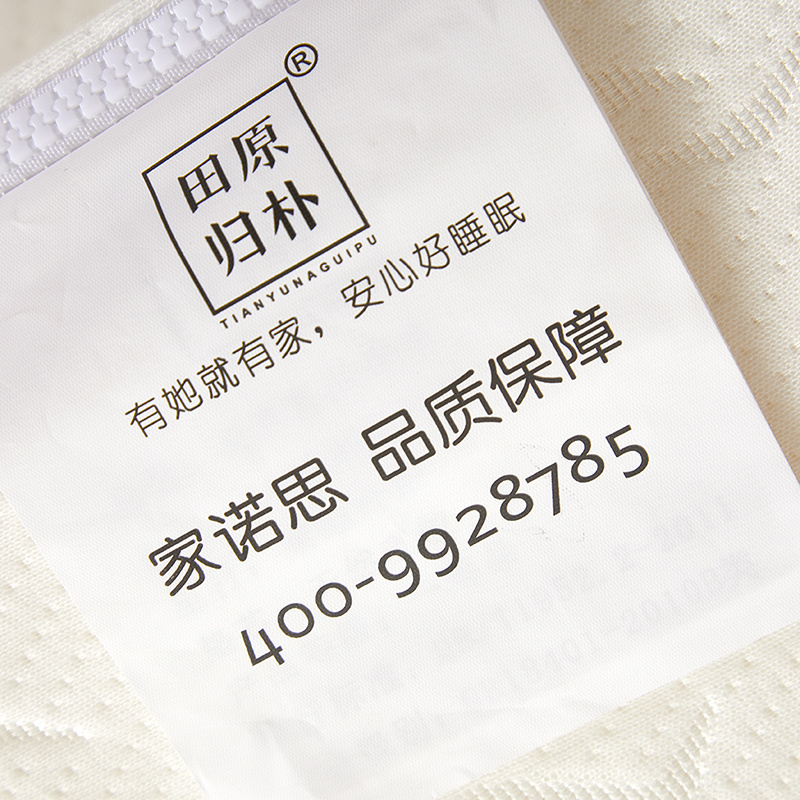 ®
田原
归朴
TIANYUNAGUIPU
有她就有家，安心好睡眠
家诺思 品质保障
400-9928785